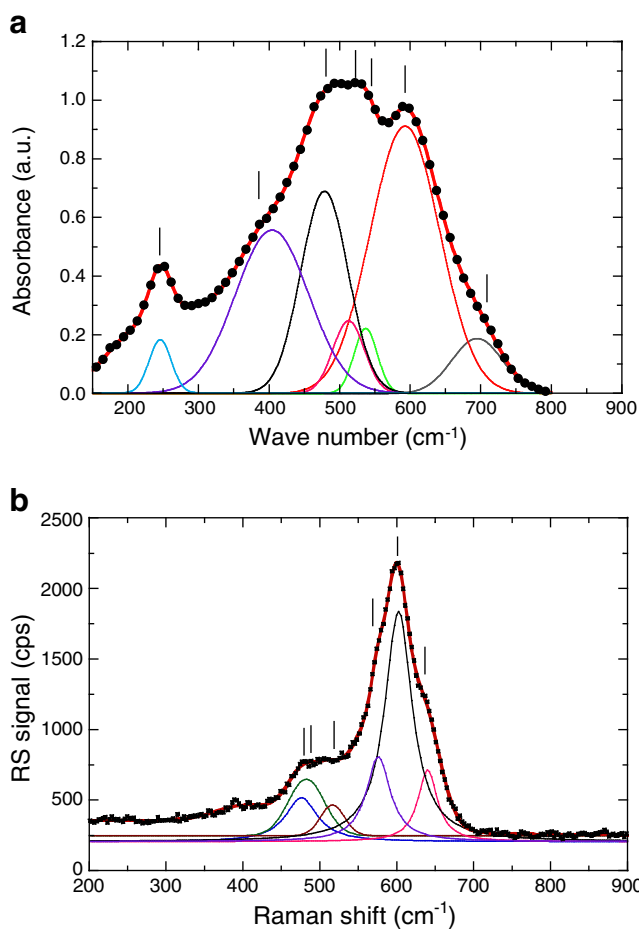 a
Absorbance (a.u.)
1.2
1.0
0.8
0.6
0.4
0.2
0.0
200 300 400 500 600 700 800 900
Wave number (cm⁻¹)
b
RS signal (cps)
2500
2000
1500
1000
500
0
200 300 400 500 600 700 800 900
Raman shift (cm⁻¹)